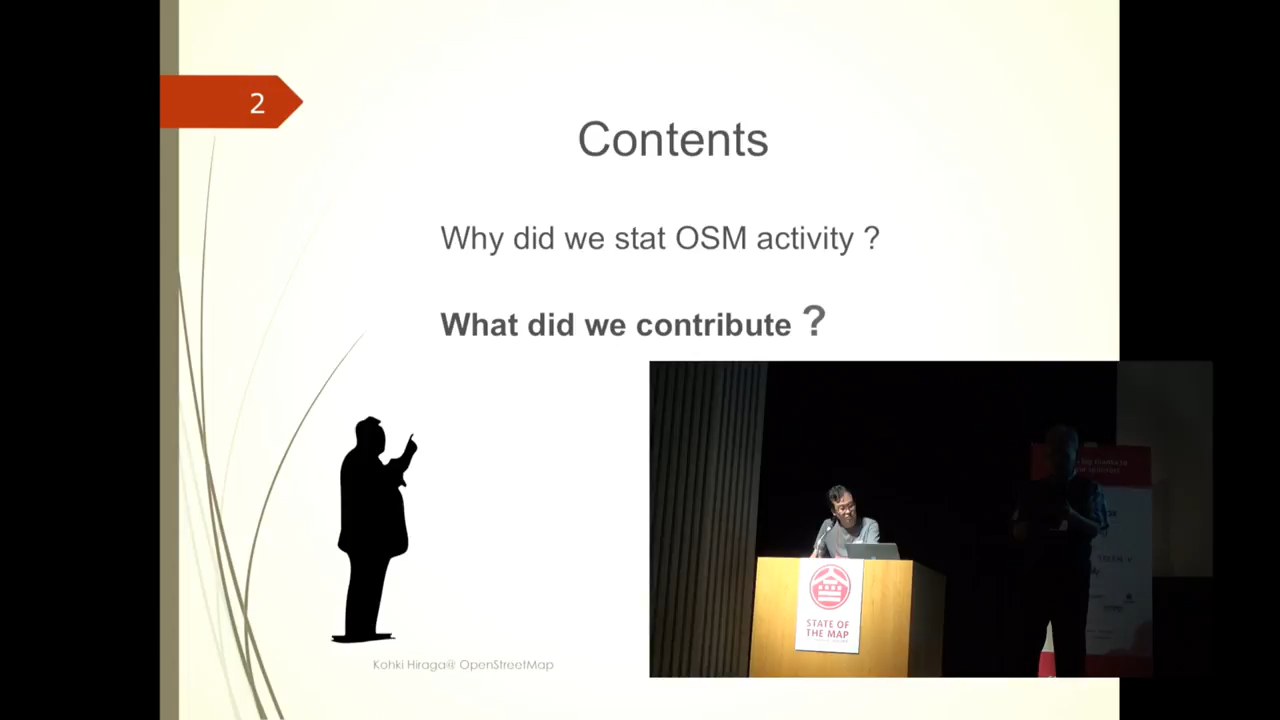 2
Contents
Why did we stat OSM activity ?
What did we contribute ?
STATE OF
THE MAP
Kohki Hiraga@ OpenStreetMap